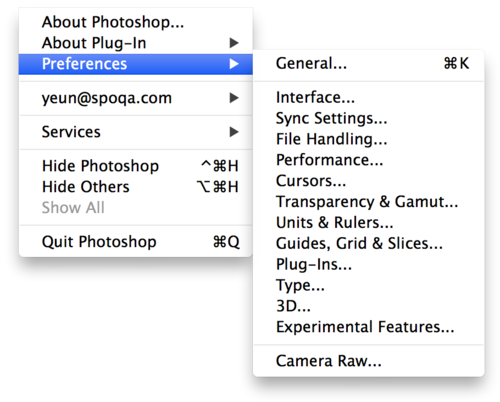 About Photoshop...
About Plug-In ▶
Preferences ▶
yeun@spoqa.com ▶
Services ▶
Hide Photoshop ^⌘H
Hide Others ⌥⌘H
Show All
Quit Photoshop ⌘Q
General... ⌘K
Interface...
Sync Settings...
File Handling...
Performance...
Cursors...
Transparency & Gamut...
Units & Rulers...
Guides, Grid & Slices...
Plug-Ins...
Type...
3D...
Experimental Features...
Camera Raw...